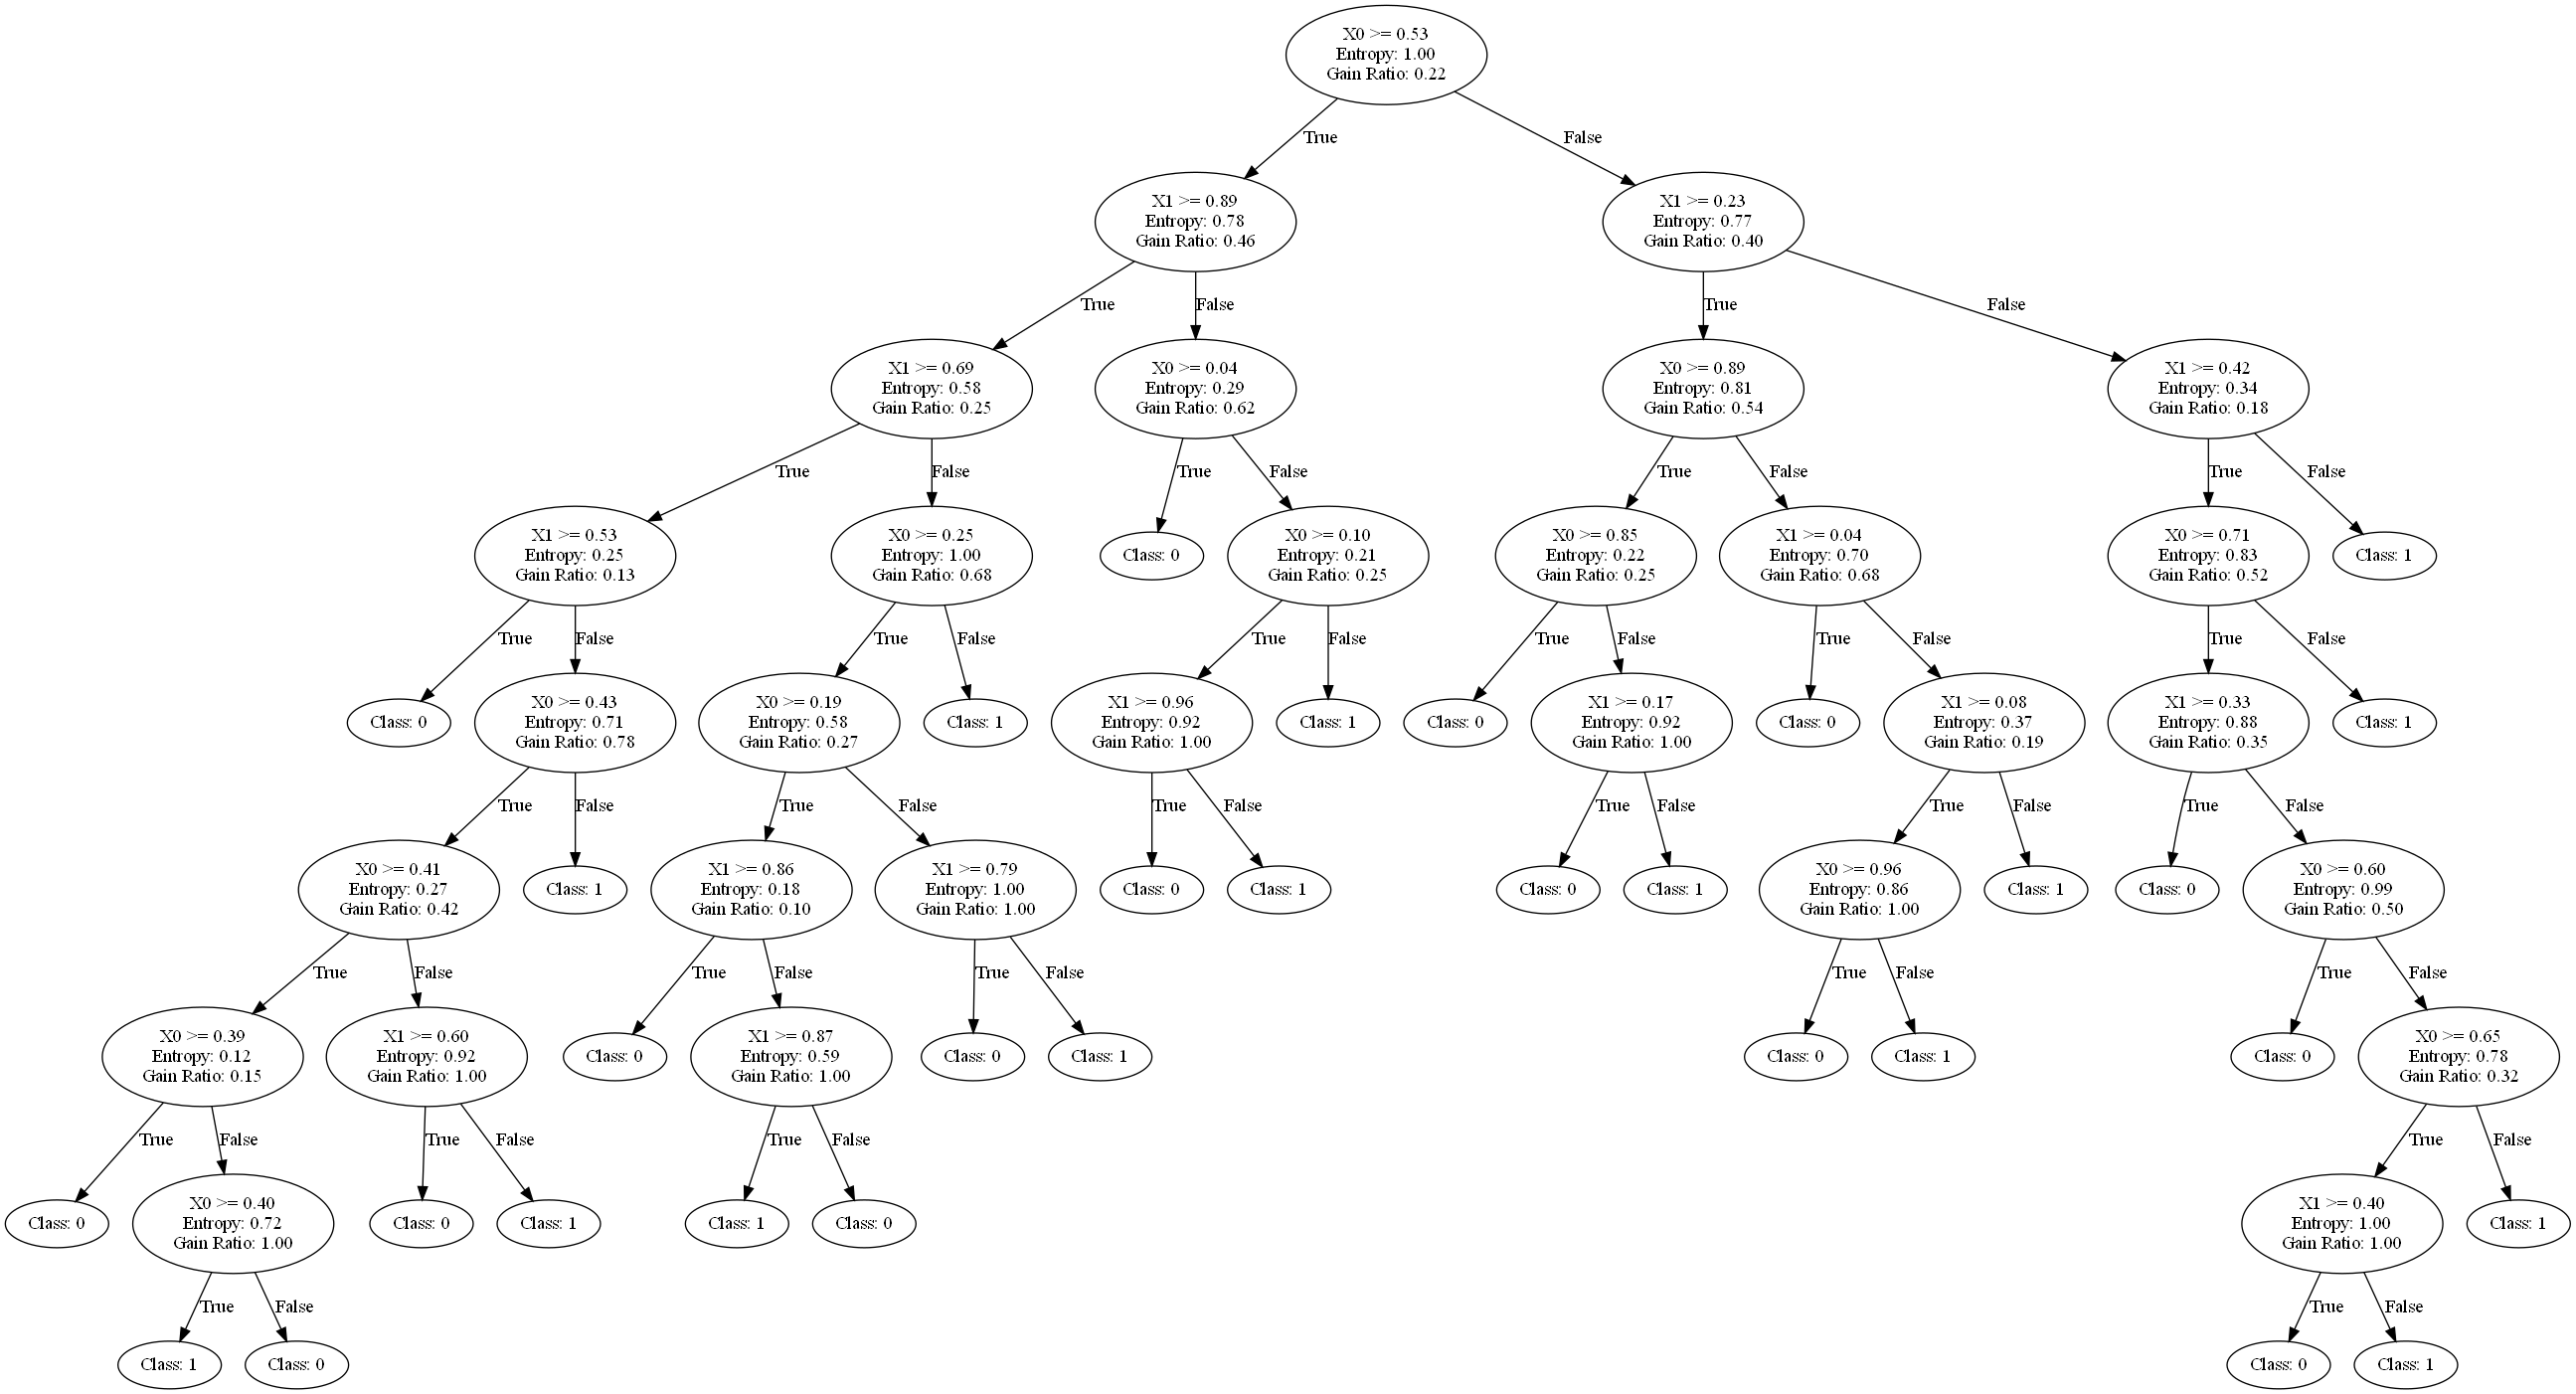 X0 >= 0.53
Entropy: 1.00
Gain Ratio: 0.22
True
False
X1 >= 0.89
Entropy: 0.78
Gain Ratio: 0.46
X1 >= 0.23
Entropy: 0.77
Gain Ratio: 0.40
True
False
True
False
X1 >= 0.69
Entropy: 0.58
Gain Ratio: 0.25
X0 >= 0.04
Entropy: 0.29
Gain Ratio: 0.62
X0 >= 0.89
Entropy: 0.81
Gain Ratio: 0.54
X1 >= 0.42
Entropy: 0.34
Gain Ratio: 0.18
True
False
True
False
True
False
True
False
X1 >= 0.53
Entropy: 0.25
Gain Ratio: 0.13
X0 >= 0.25
Entropy: 1.00
Gain Ratio: 0.68
Class: 0
X0 >= 0.10
Entropy: 0.21
Gain Ratio: 0.25
X0 >= 0.85
Entropy: 0.22
Gain Ratio: 0.25
X1 >= 0.04
Entropy: 0.70
Gain Ratio: 0.68
X0 >= 0.71
Entropy: 0.83
Gain Ratio: 0.52
Class: 1
True
False
True
False
True
False
True
False
True
False
True
False
Class: 0
X0 >= 0.43
Entropy: 0.71
Gain Ratio: 0.78
X0 >= 0.19
Entropy: 0.58
Gain Ratio: 0.27
Class: 1
X1 >= 0.96
Entropy: 0.92
Gain Ratio: 1.00
Class: 1
Class: 0
X1 >= 0.17
Entropy: 0.92
Gain Ratio: 1.00
Class: 0
X1 >= 0.08
Entropy: 0.37
Gain Ratio: 0.19
X1 >= 0.33
Entropy: 0.88
Gain Ratio: 0.35
Class: 1
True
False
True
False
True
False
True
False
True
False
True
False
X0 >= 0.41
Entropy: 0.27
Gain Ratio: 0.42
Class: 1
X1 >= 0.86
Entropy: 0.18
Gain Ratio: 0.10
X1 >= 0.79
Entropy: 1.00
Gain Ratio: 1.00
Class: 0
Class: 1
Class: 0
Class: 1
X0 >= 0.96
Entropy: 0.86
Gain Ratio: 1.00
Class: 1
Class: 0
X0 >= 0.60
Entropy: 0.99
Gain Ratio: 0.50
True
False
True
False
True
False
True
False
True
False
X0 >= 0.39
Entropy: 0.12
Gain Ratio: 0.15
X1 >= 0.60
Entropy: 0.92
Gain Ratio: 1.00
Class: 0
X1 >= 0.87
Entropy: 0.59
Gain Ratio: 1.00
Class: 0
Class: 1
Class: 0
Class: 1
Class: 0
X0 >= 0.65
Entropy: 0.78
Gain Ratio: 0.32
True
False
True
False
True
False
True
False
Class: 0
X0 >= 0.40
Entropy: 0.72
Gain Ratio: 1.00
Class: 0
Class: 1
Class: 1
Class: 0
X1 >= 0.40
Entropy: 1.00
Gain Ratio: 1.00
Class: 1
True
False
True
False
Class: 1
Class: 0
Class: 0
Class: 1